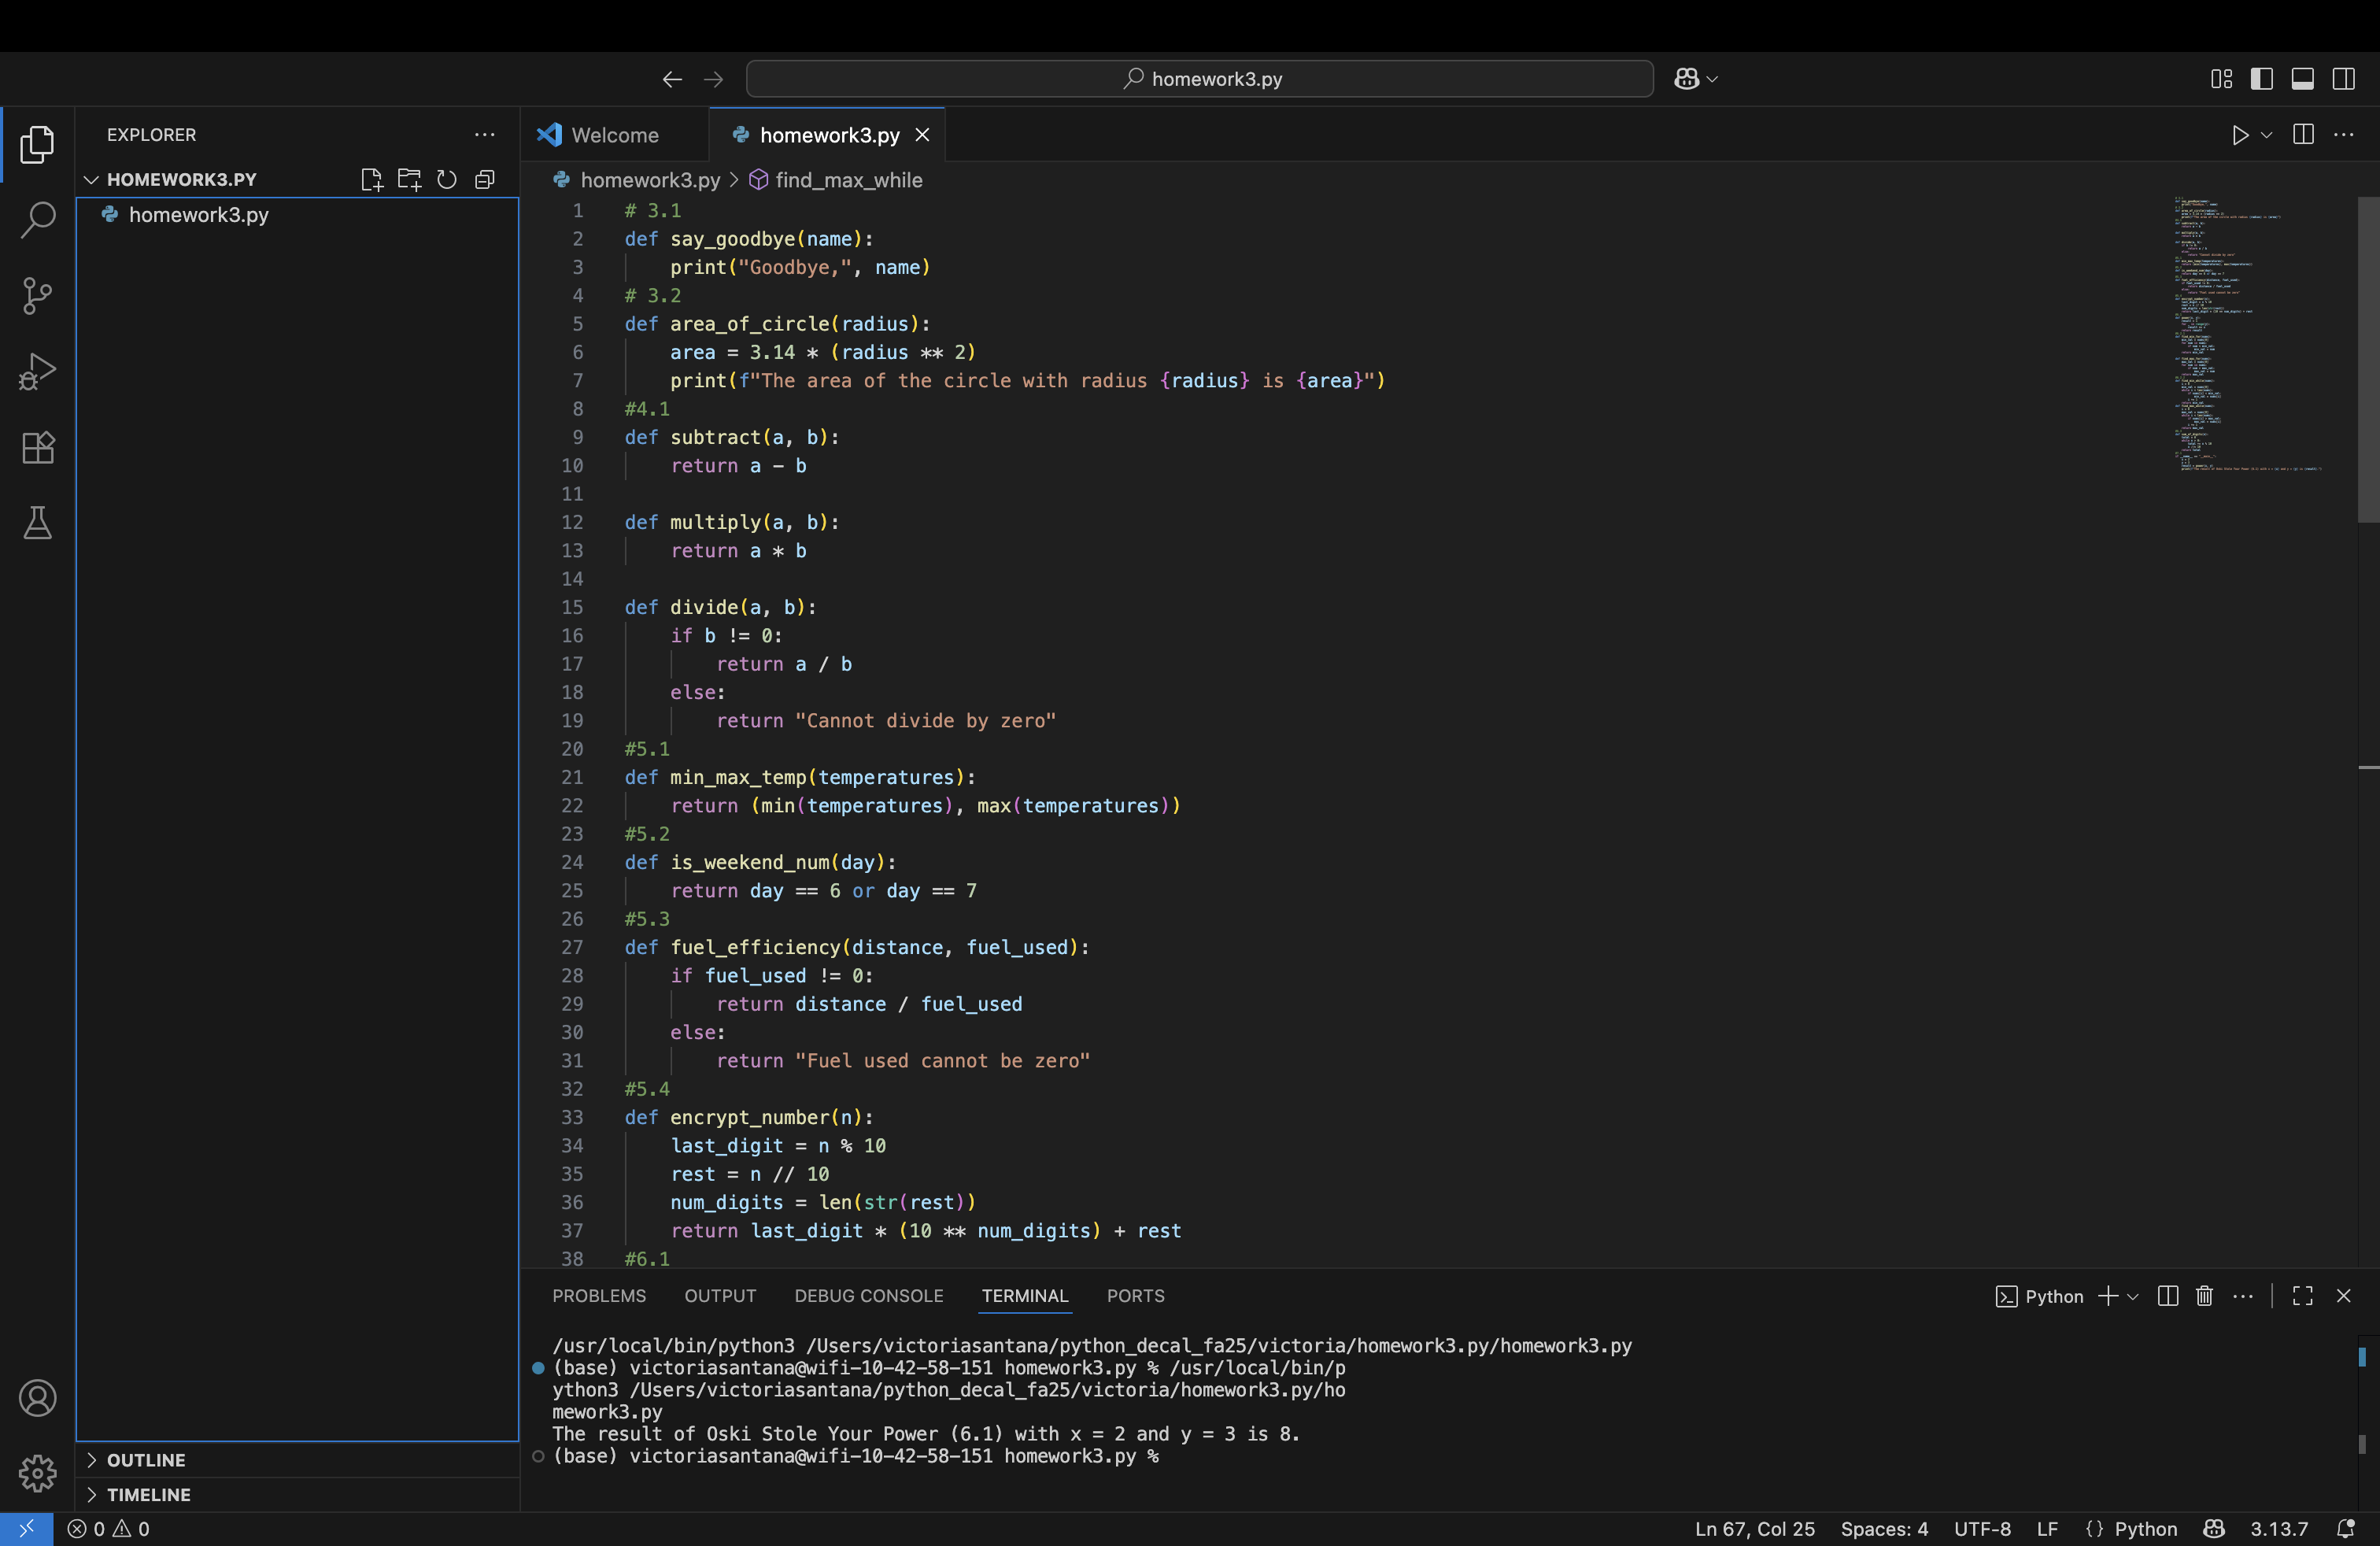 homework3.py
EXPLORER
HOMEWORK3.PY
homework3.py
OUTLINE
TIMELINE
Welcome
homework3.py
homework3.py > find_max_while
1 # 3.1
2 def say_goodbye(name):
3 print("Goodbye,", name)
4 # 3.2
5 def area_of_circle(radius):
6 area = 3.14 * (radius ** 2)
7 print(f"The area of the circle with radius {radius} is {area}")
8 #4.1
9 def subtract(a, b):
10 return a - b
11
12 def multiply(a, b):
13 return a * b
14
15 def divide(a, b):
16 if b != 0:
17 return a / b
18 else:
19 return "Cannot divide by zero"
20 #5.1
21 def min_max_temp(temperatures):
22 return (min(temperatures), max(temperatures))
23 #5.2
24 def is_weekend_num(day):
25 return day == 6 or day == 7
26 #5.3
27 def fuel_efficiency(distance, fuel_used):
28 if fuel_used != 0:
29 return distance / fuel_used
30 else:
31 return "Fuel used cannot be zero"
32 #5.4
33 def encrypt_number(n):
34 last_digit = n % 10
35 rest = n // 10
36 num_digits = len(str(rest))
37 return last_digit * (10 ** num_digits) + rest
38 #6.1
PROBLEMS OUTPUT DEBUG CONSOLE TERMINAL PORTS
Python
/usr/local/bin/python3 /Users/victoriasantana/python_decal_fa25/victoria/homework3.py/homework3.py
(base) victoriasantana@wifi-10-42-58-151 homework3.py % /usr/local/bin/p
ython3 /Users/victoriasantana/python_decal_fa25/victoria/homework3.py/ho
mework3.py
The result of Oski Stole Your Power (6.1) with x = 2 and y = 3 is 8.
(base) victoriasantana@wifi-10-42-58-151 homework3.py %
0 0
Ln 67, Col 25 Spaces: 4 UTF-8 LF {} Python 3.13.7